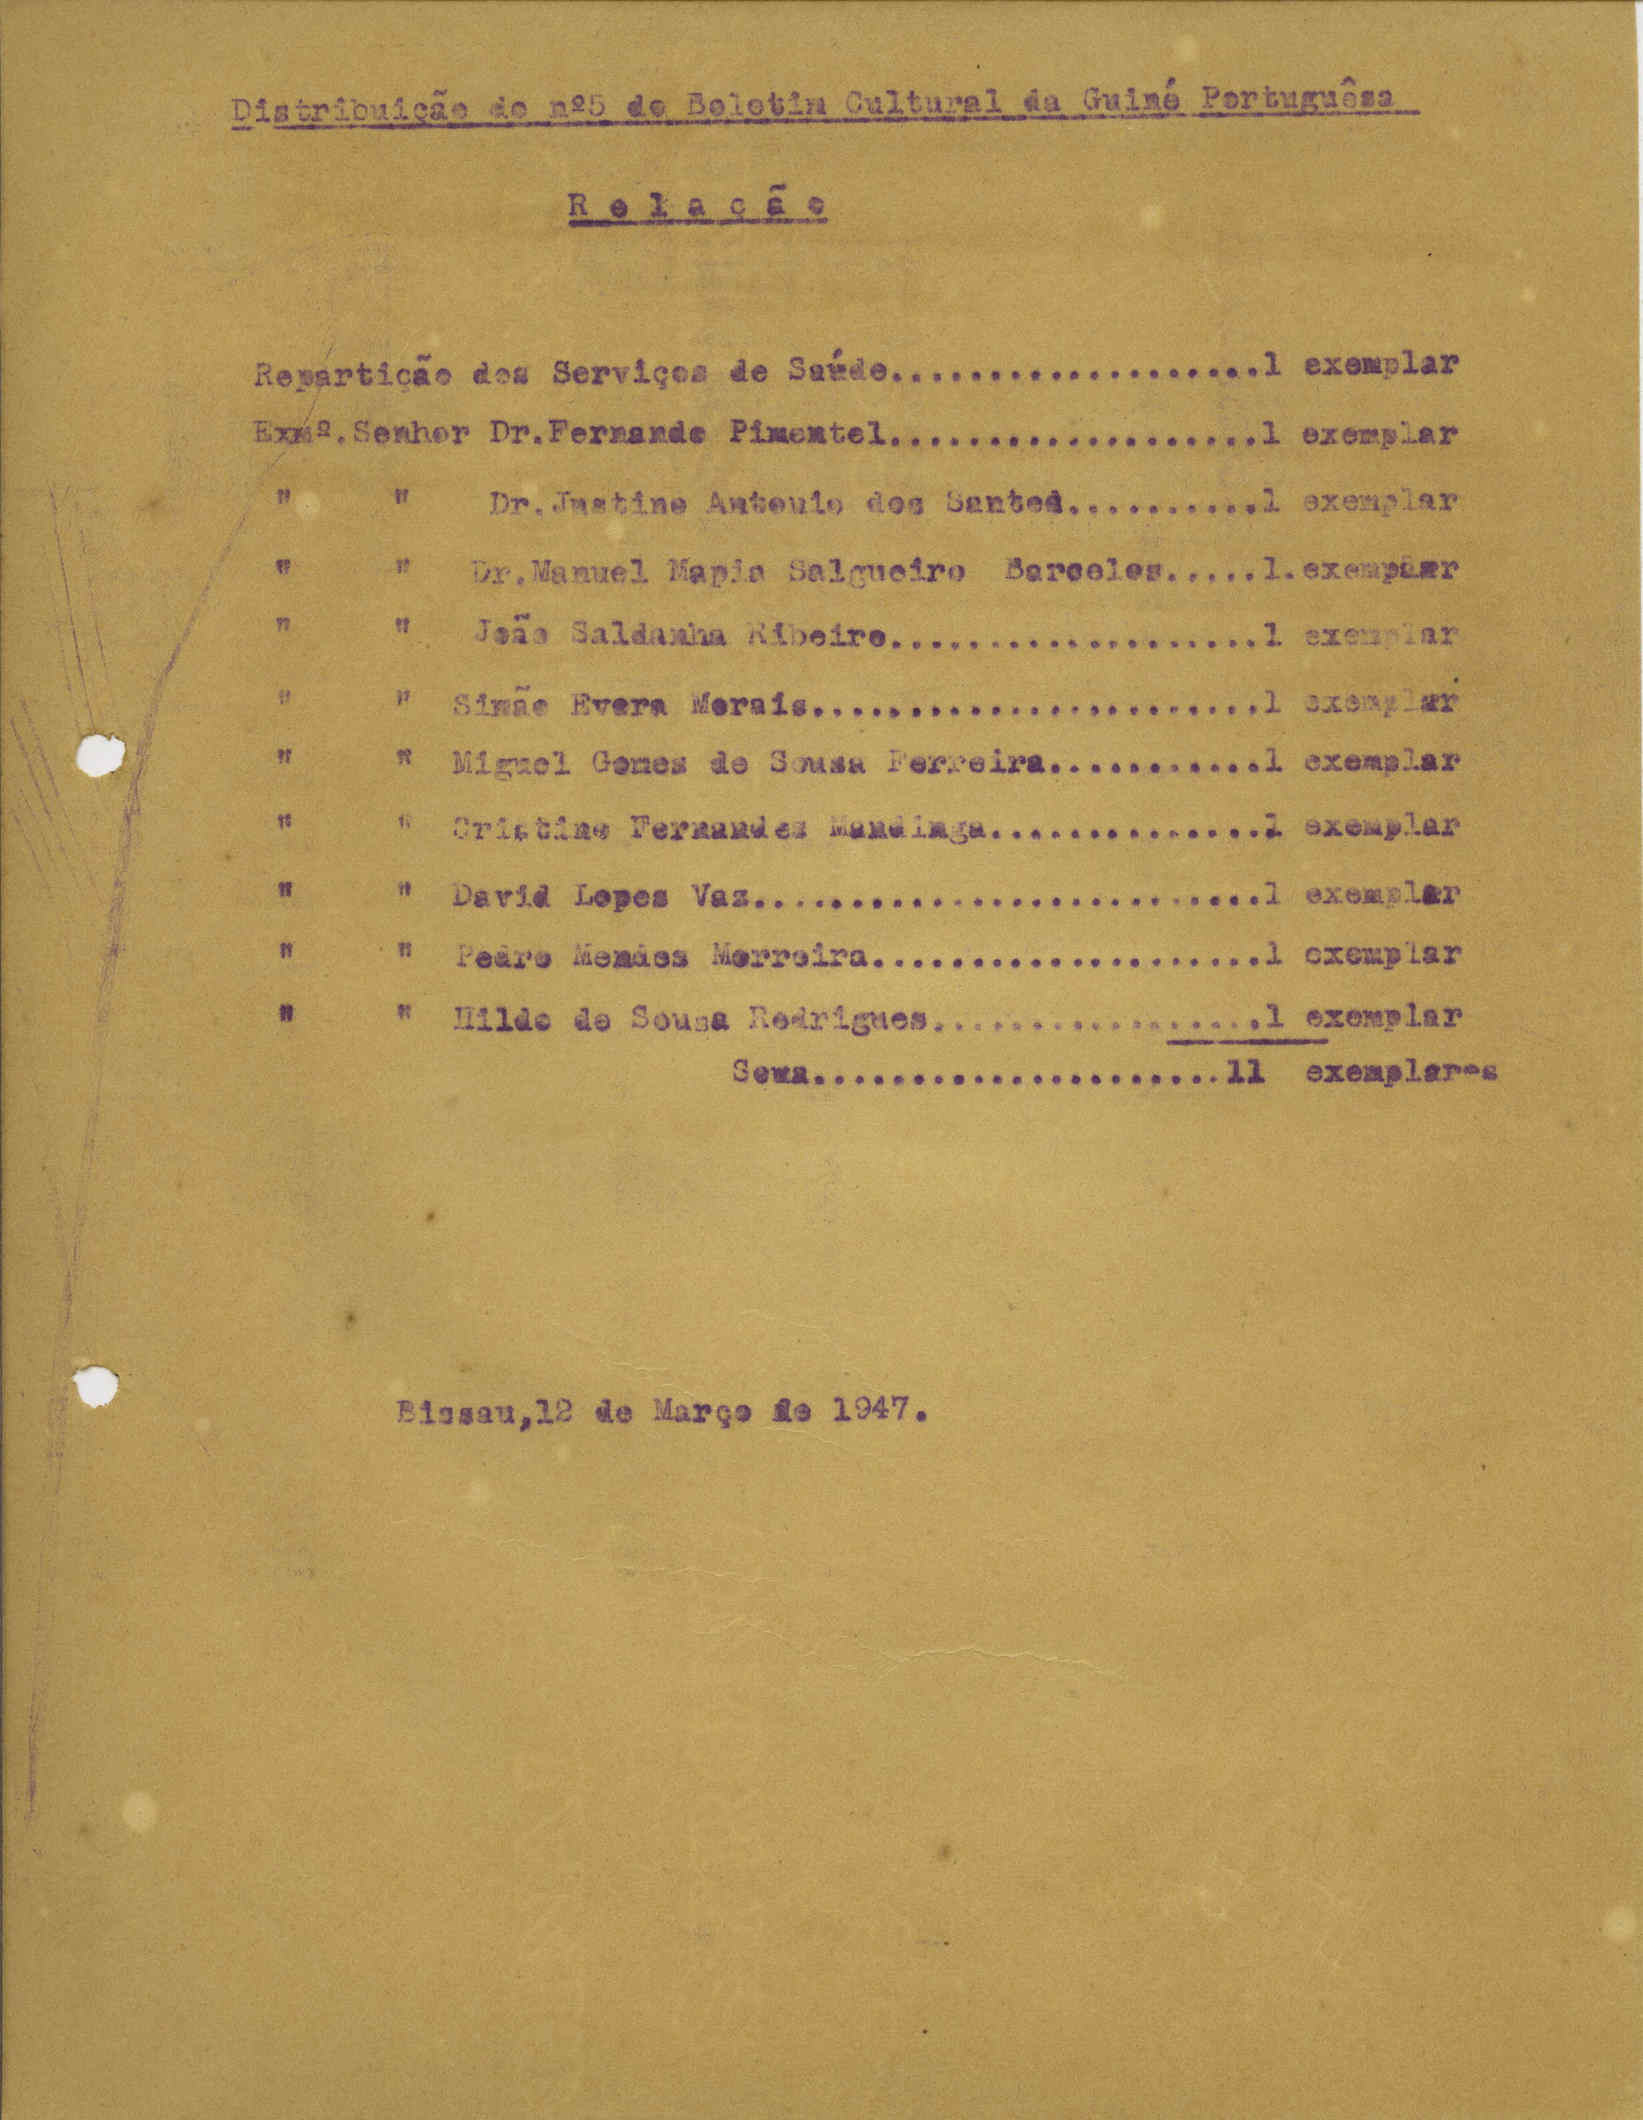 Distribuição do nº5 do Boletim Cultural da Guiné Portuguêsa
R e l a ç ã o
Repartição dos Serviços de Saúde...................1 exemplar
Exmº.Senhor Dr.Fernando Pimentel...................1 exemplar
" " Dr.Justino Antonio dos Santos..........1 exemplar
" " Dr.Manuel Maria Salgueiro Barcelos.....1.exemplar
" " João Saldanha Ribeiro...................1 exemplar
" " Simão Evora Morais.......................1 exemplar
" " Miguel Gomes de Sousa Ferreira...........1 exemplar
" " Cristino Fernandes Mandinga..............1 exemplar
" " David Lopes Vaz..........................1 exemplar
" " Pedro Mendes Morreira....................1 exemplar
" " Hildo de Sousa Rodrigues.................1 exemplar
Soma.....................11 exemplares
Bissau,12 de Março de 1947.